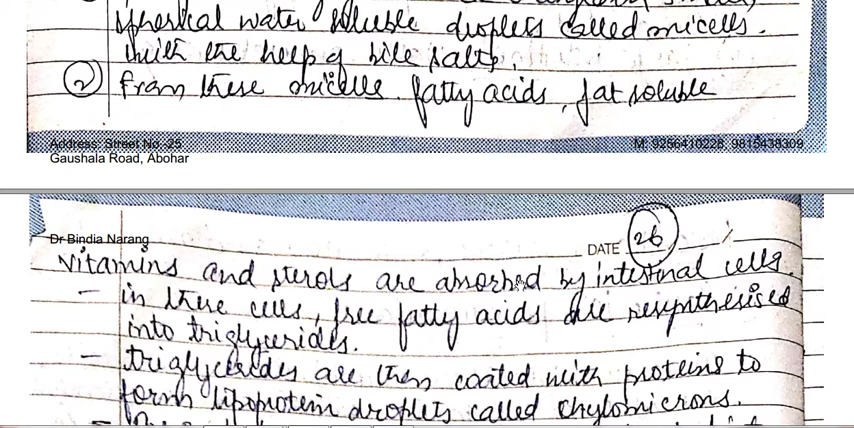 spherical water soluble droplets called micells.
with the help of bile salts.
② from these micells fatty acids, fat soluble
Address: Street No.-25
M: 9256410228, 9815438309
Gaushala Road, Abohar
Dr Bindia Narang
DATE 26
vitamins and sterols are absorbed by intestinal cells.
- in these cells, free fatty acids are resynthesised
into triglycerides.
- triglycerides are then coated with proteins to
form lipoprotein droplets called chylomicrons.